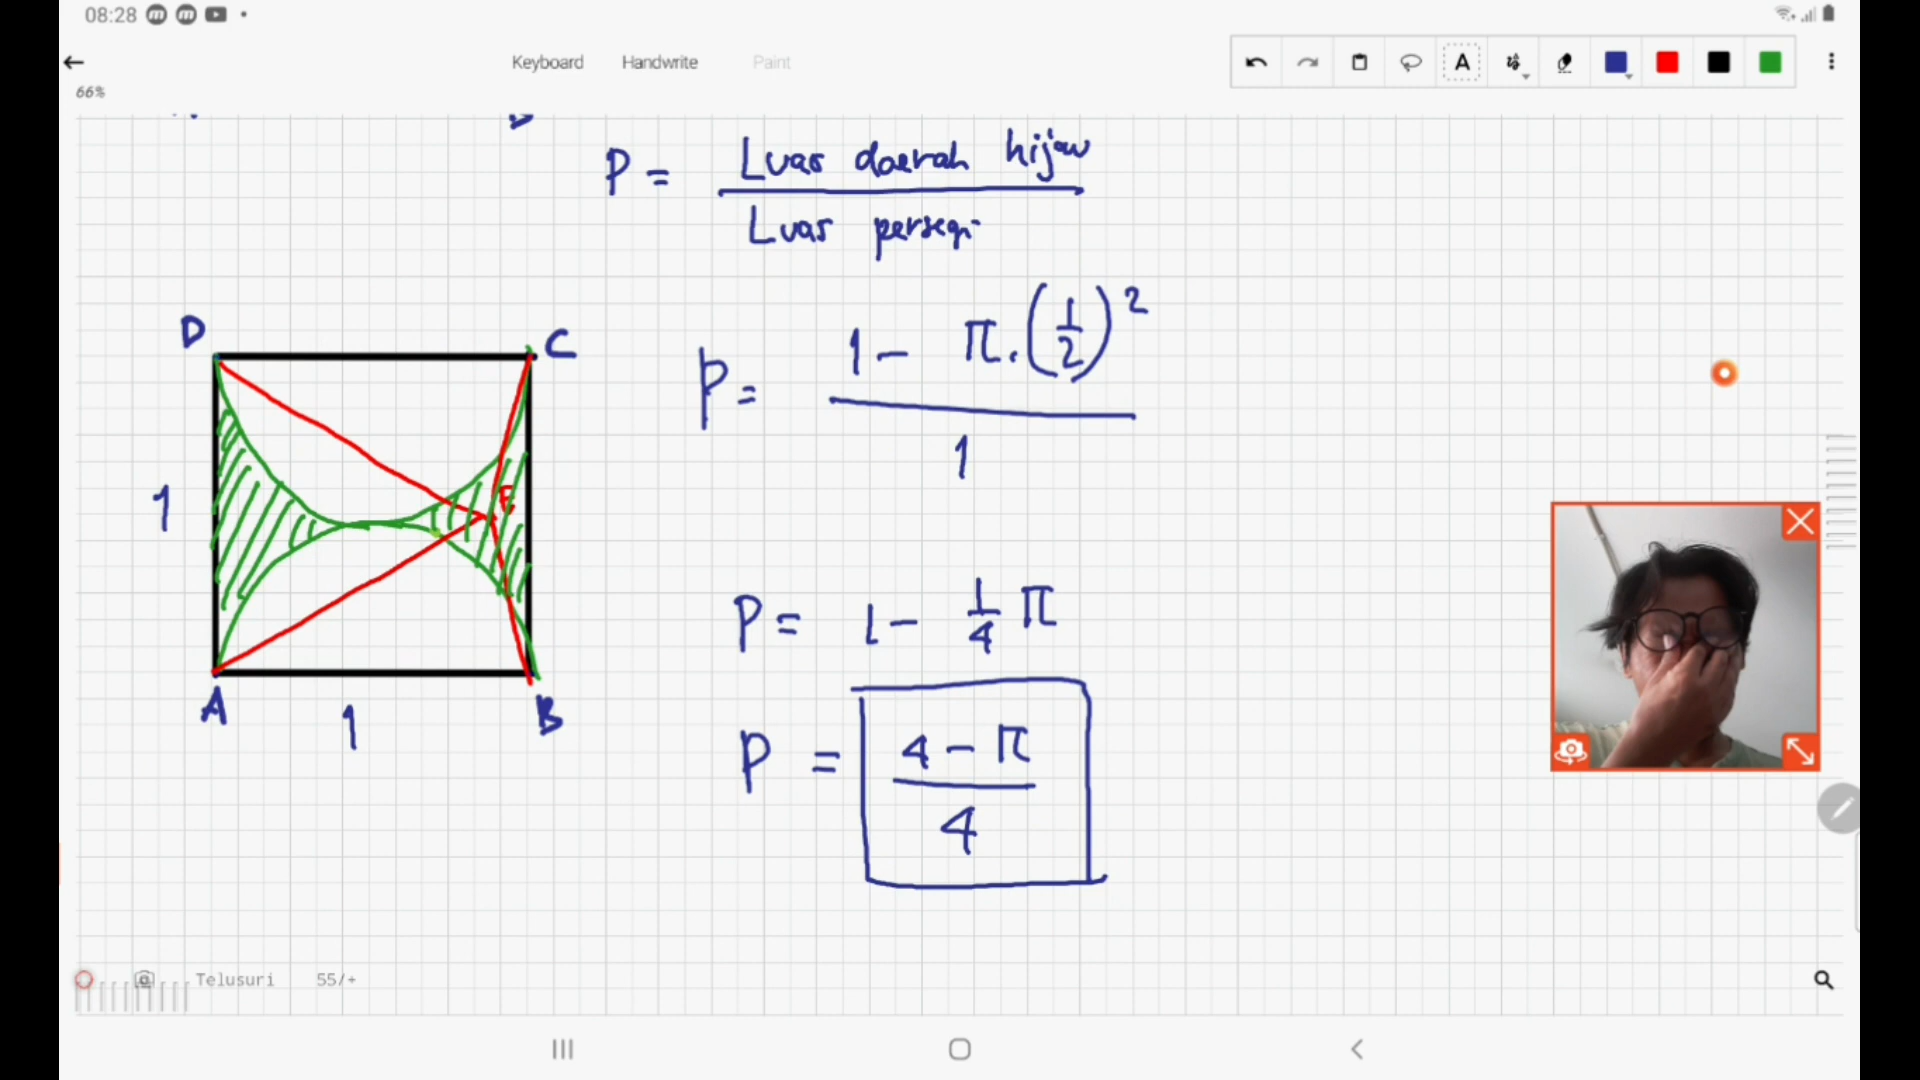 08:28
Keyboard Handwrite Paint
A
66%
P = Luas daerah hijau
Luas persegi
D C
P = 1 - π . (1/2)²
1
1
E
P = 1 - 1/4 π
A 1 B
P = 4 - π
4
Telusuri 55/+